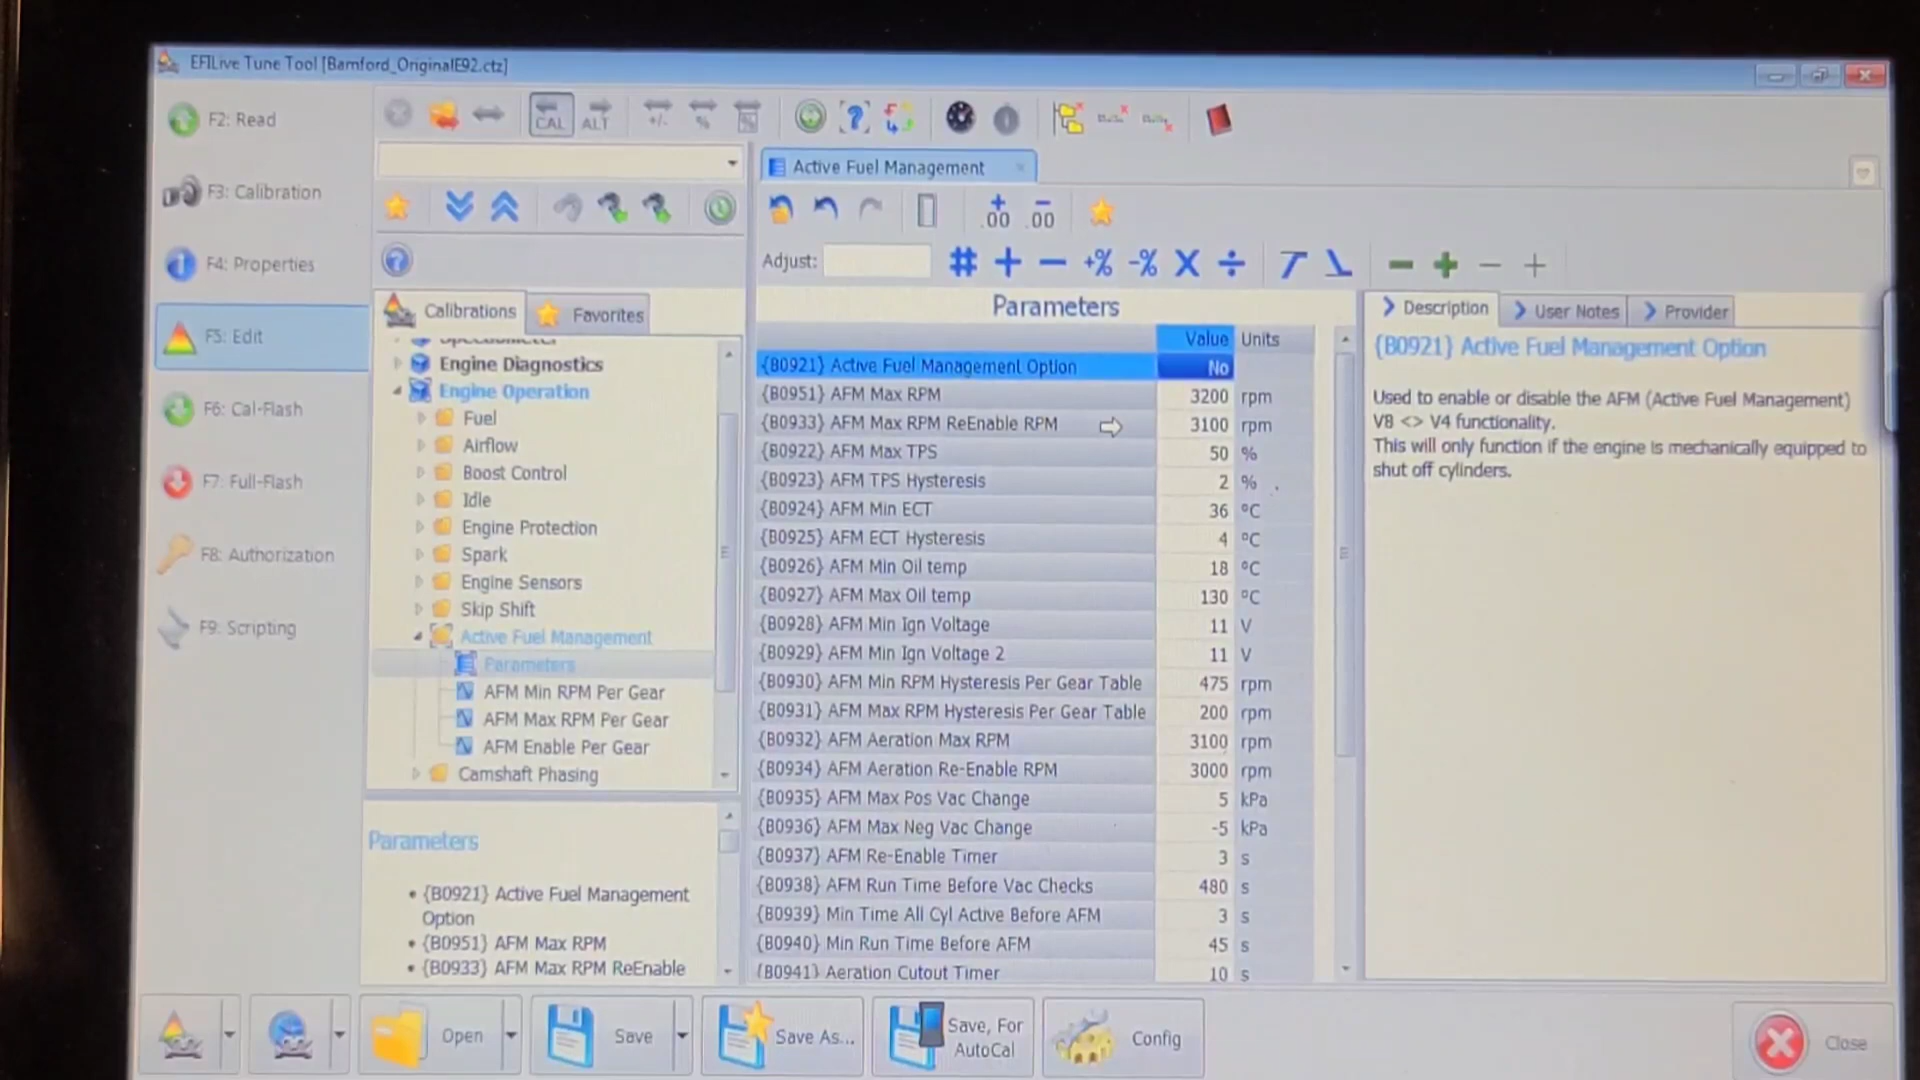 EFILive Tune Tool [Bamford_OriginalE92.ctz]
F2: Read
F3: Calibration
F4: Properties
F5: Edit
F6: Cal-Flash
F7: Full-Flash
F8: Authorization
F9: Scripting
CAL
ALT
Calibrations
Favorites
Speedometer
Engine Diagnostics
Engine Operation
Fuel
Airflow
Boost Control
Idle
Engine Protection
Spark
Engine Sensors
Skip Shift
Active Fuel Management
Parameters
AFM Min RPM Per Gear
AFM Max RPM Per Gear
AFM Enable Per Gear
Camshaft Phasing
Parameters
• {B0921} Active Fuel Management
Option
• {B0951} AFM Max RPM
• {B0933} AFM Max RPM ReEnable
Active Fuel Management
+ .00 - .00
Adjust: # + − +% -% X ÷
Parameters
Value Units
{B0921} Active Fuel Management Option No
{B0951} AFM Max RPM 3200 rpm
{B0933} AFM Max RPM ReEnable RPM 3100 rpm
{B0922} AFM Max TPS 50 %
{B0923} AFM TPS Hysteresis 2 %
{B0924} AFM Min ECT 36 °C
{B0925} AFM ECT Hysteresis 4 °C
{B0926} AFM Min Oil temp 18 °C
{B0927} AFM Max Oil temp 130 °C
{B0928} AFM Min Ign Voltage 11 V
{B0929} AFM Min Ign Voltage 2 11 V
{B0930} AFM Min RPM Hysteresis Per Gear Table 475 rpm
{B0931} AFM Max RPM Hysteresis Per Gear Table 200 rpm
{B0932} AFM Aeration Max RPM 3100 rpm
{B0934} AFM Aeration Re-Enable RPM 3000 rpm
{B0935} AFM Max Pos Vac Change 5 kPa
{B0936} AFM Max Neg Vac Change -5 kPa
{B0937} AFM Re-Enable Timer 3 s
{B0938} AFM Run Time Before Vac Checks 480 s
{B0939} Min Time All Cyl Active Before AFM 3 s
{B0940} Min Run Time Before AFM 45 s
{B0941} Aeration Cutout Timer 10 s
Description
User Notes
Provider
{B0921} Active Fuel Management Option
Used to enable or disable the AFM (Active Fuel Management)
V8 <> V4 functionality.
This will only function if the engine is mechanically equipped to
shut off cylinders.
Open
Save
Save As...
Save, For
AutoCal
Config
Close